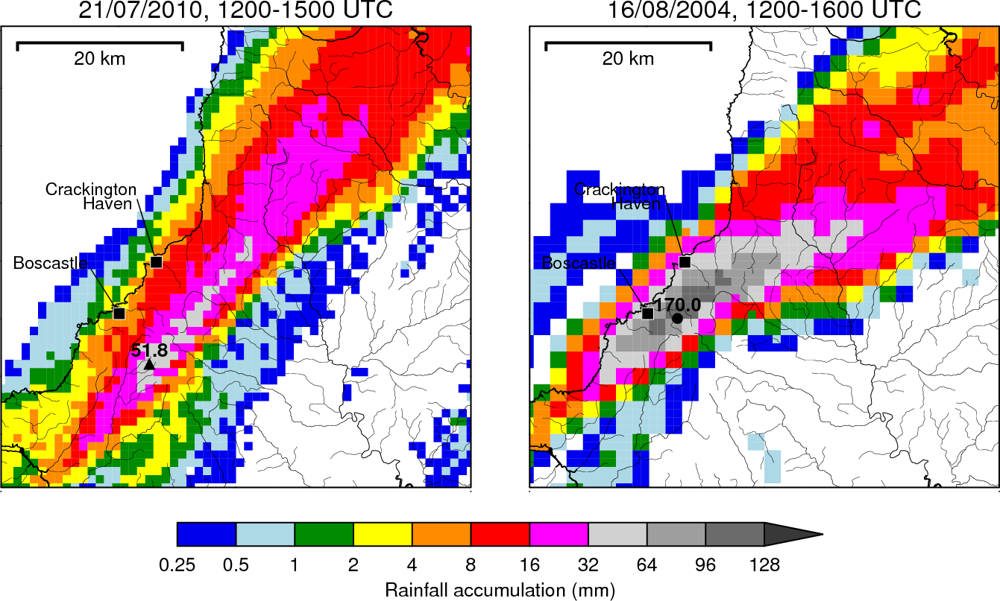 21/07/2010, 1200-1500 UTC
20 km
Crackington
Haven
Boscastle
51.8
16/08/2004, 1200-1600 UTC
20 km
Crackington
Haven
Boscastle
170.0
0.25 0.5 1 2 4 8 16 32 64 96 128
Rainfall accumulation (mm)